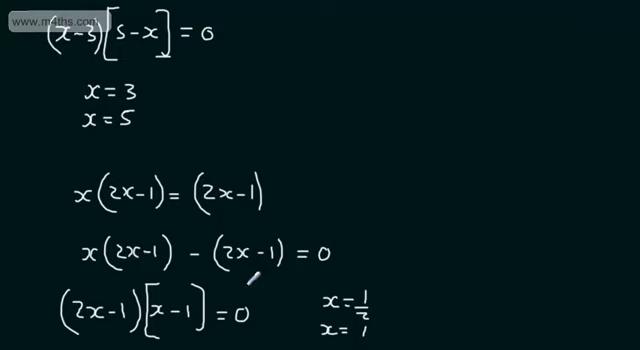 www.m4ths.com
(x-3)[5-x]=0
x=3
x=5
x(2x-1)=(2x-1)
x(2x-1) - (2x-1) = 0
(2x-1)[x-1]=0
x=1/2
x=1